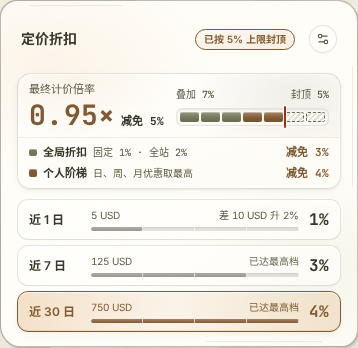 定价折扣
已按 5% 上限封顶
最终计价倍率
0.95× 减免 5%
叠加 7% 封顶 5%
全局折扣 固定 1% · 全站 2% 减免 3%
个人阶梯 日、周、月优惠取最高 减免 4%
近 1 日 5 USD 差 10 USD 升 2% 1%
近 7 日 125 USD 已达最高档 3%
近 30 日 750 USD 已达最高档 4%